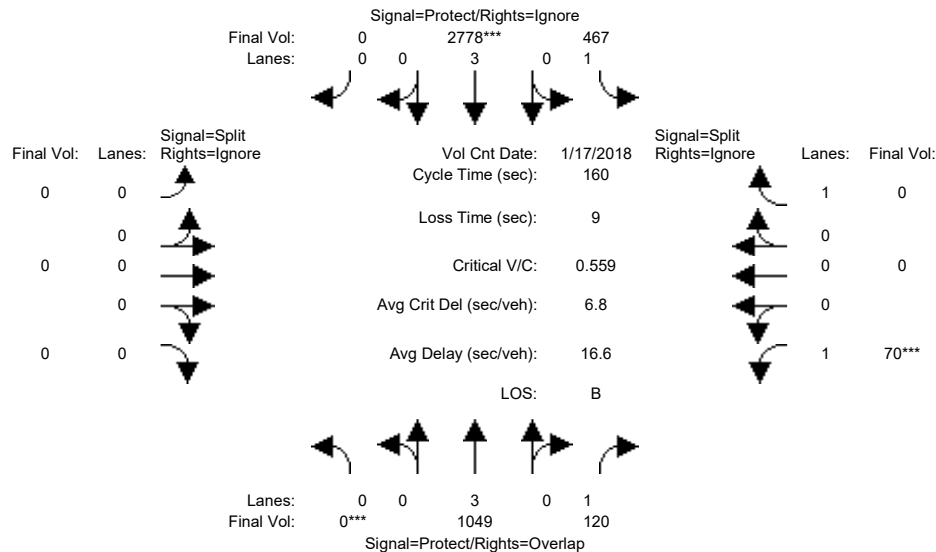 Signal=Protect/Rights=Ignore
Final Vol: 0 2778*** 467
Lanes: 0 0 3 0 1
Signal=Split Signal=Split
Final Vol: Lanes: Rights=Ignore Vol Cnt Date: 1/17/2018 Rights=Ignore Lanes: Final Vol:
Cycle Time (sec): 160
0 0 1 0
Loss Time (sec): 9
0 0
0 0 Critical V/C: 0.559 0 0
0 Avg Crit Del (sec/veh): 6.8 0
0 0 Avg Delay (sec/veh): 16.6 1 70***
LOS: B
Lanes: 0 0 3 0 1
Final Vol: 0*** 1049 120
Signal=Protect/Rights=Overlap